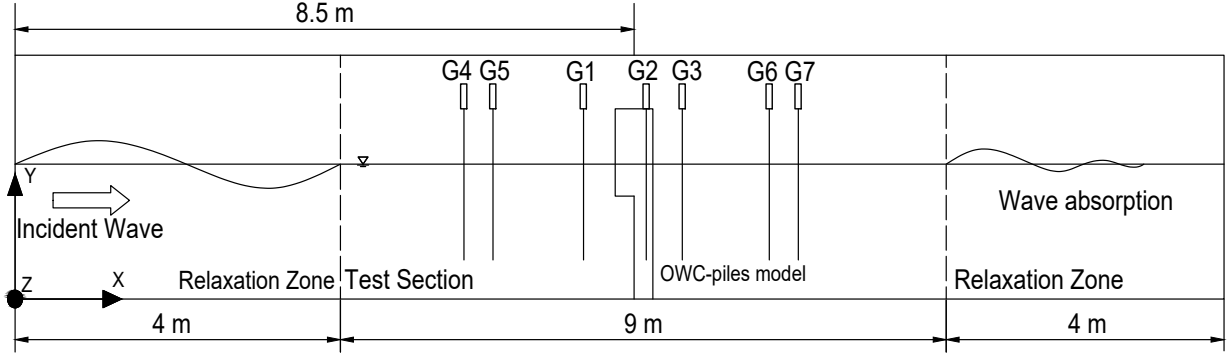 8.5 m
G4 G5 G1 G2 G3 G6 G7
Y
Incident Wave
Wave absorption
Z
X
Relaxation Zone
Test Section
OWC-piles model
Relaxation Zone
4 m
9 m
4 m